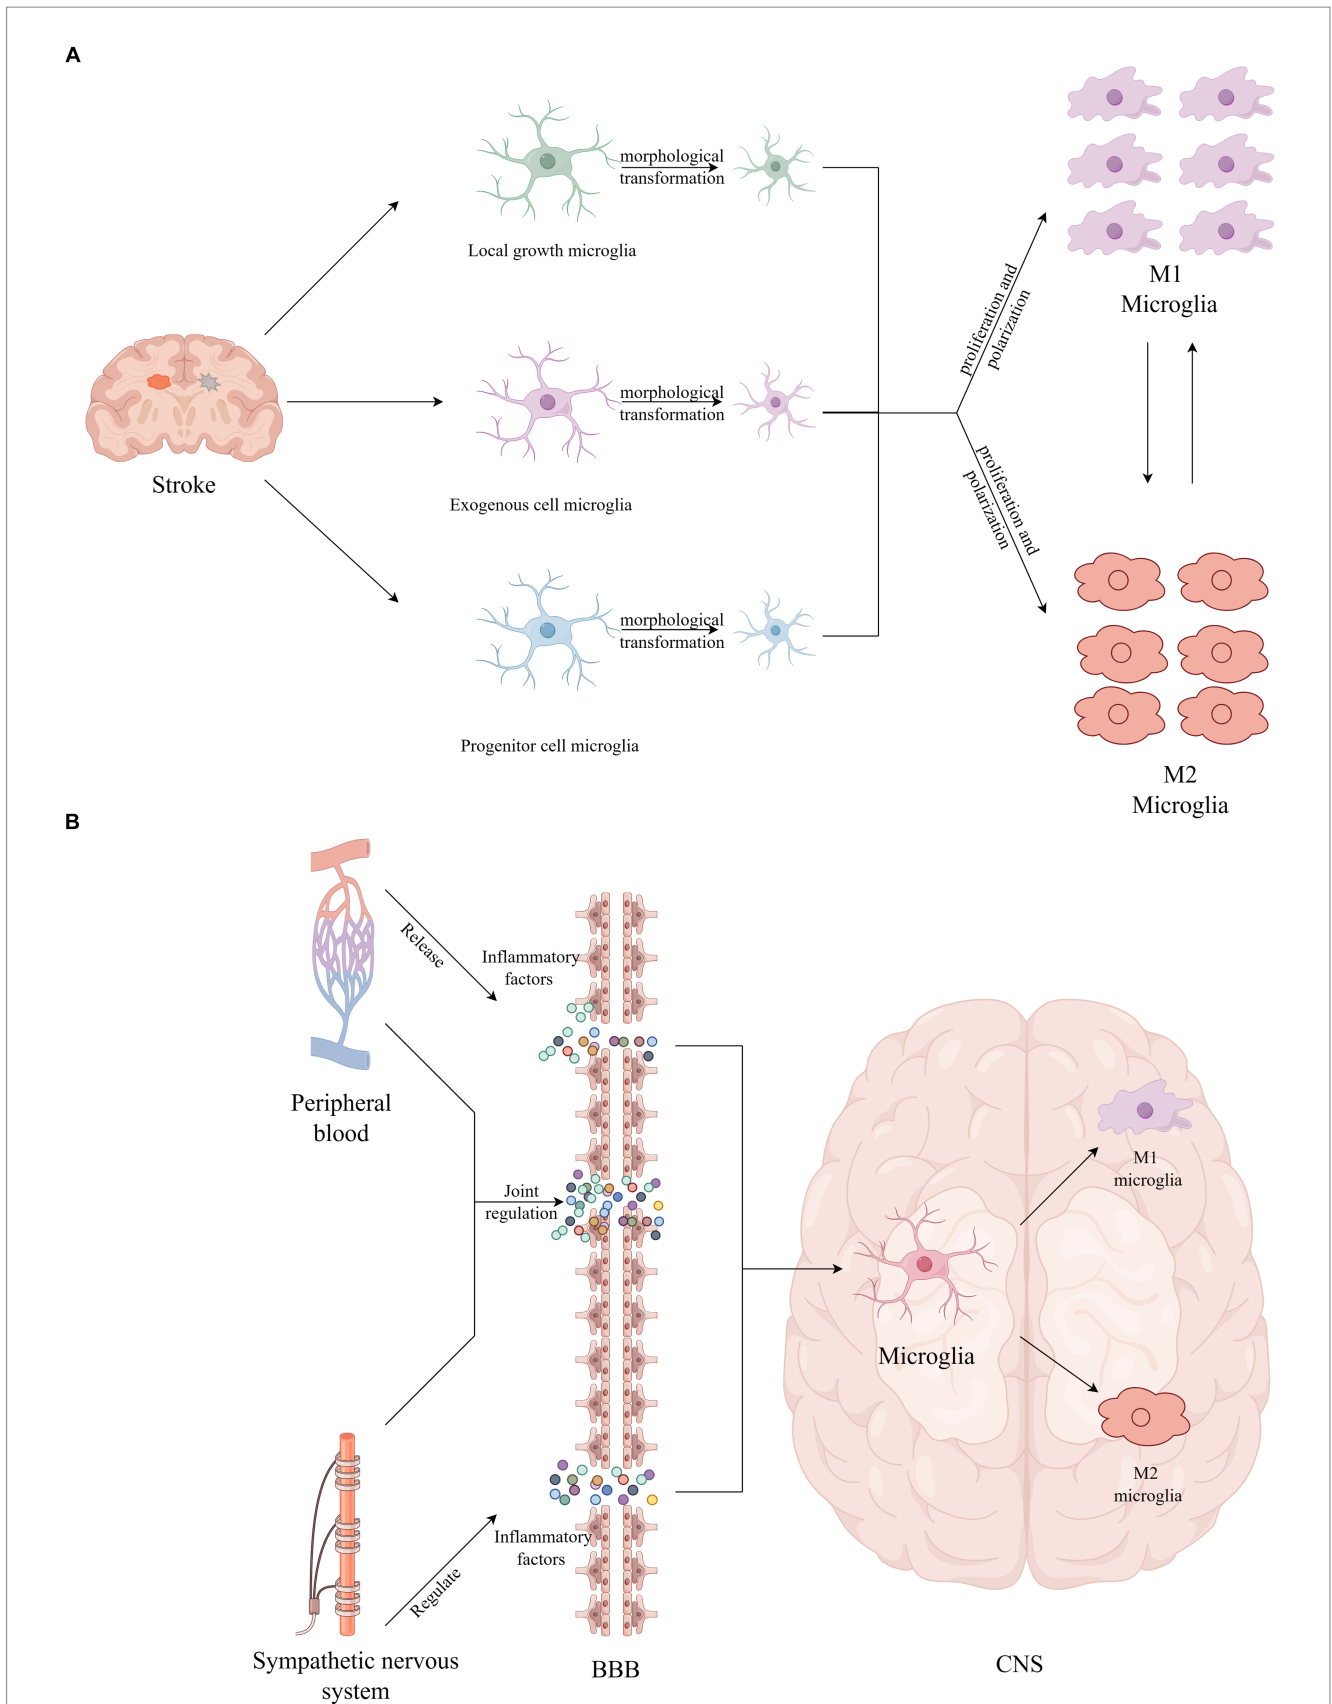 A
morphological
transformation
Local growth microglia
M1
Microglia
proliferation and
polarization
morphological
transformation
Stroke
Exogenous cell microglia
proliferation and
polarization
morphological
transformation
Progenitor cell microglia
M2
Microglia
B
Release
Inflammatory
factors
Peripheral
blood
Joint
regulation
M1
microglia
Microglia
M2
microglia
Inflammatory
factors
Regulate
Sympathetic nervous
system
BBB
CNS